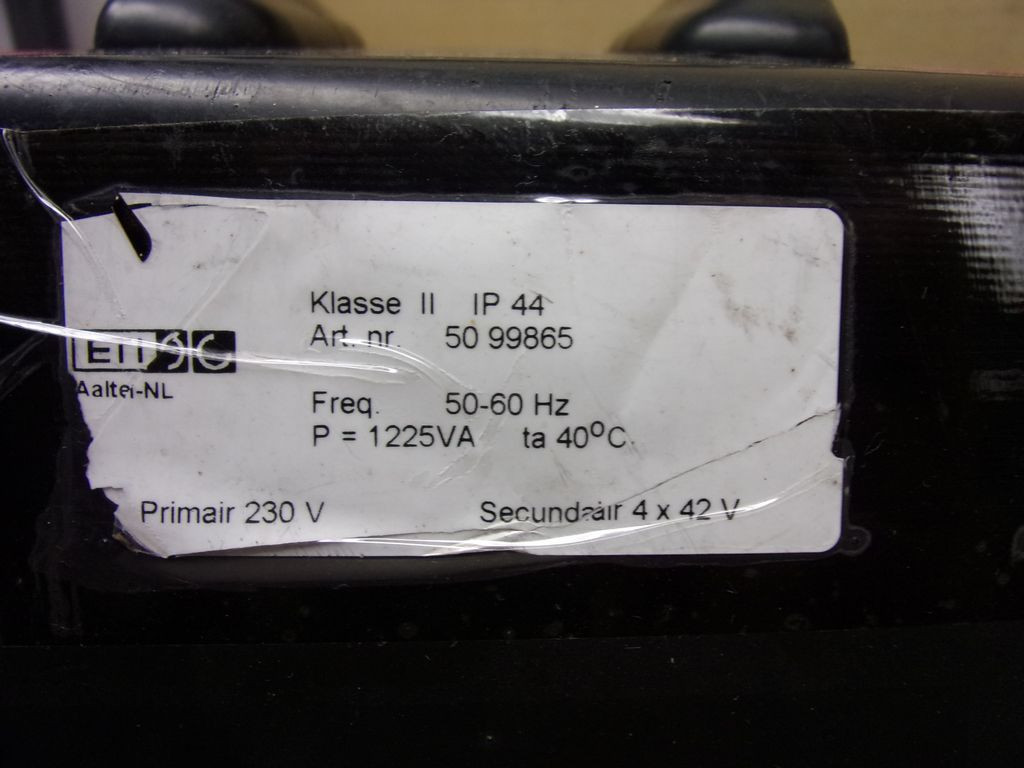 Klasse II IP 44
Art. nr. 50 99865
Aalten-NL
Freq. 50-60 Hz
P = 1225VA ta 40°C
Primair 230 V
Secundair 4 x 42 V